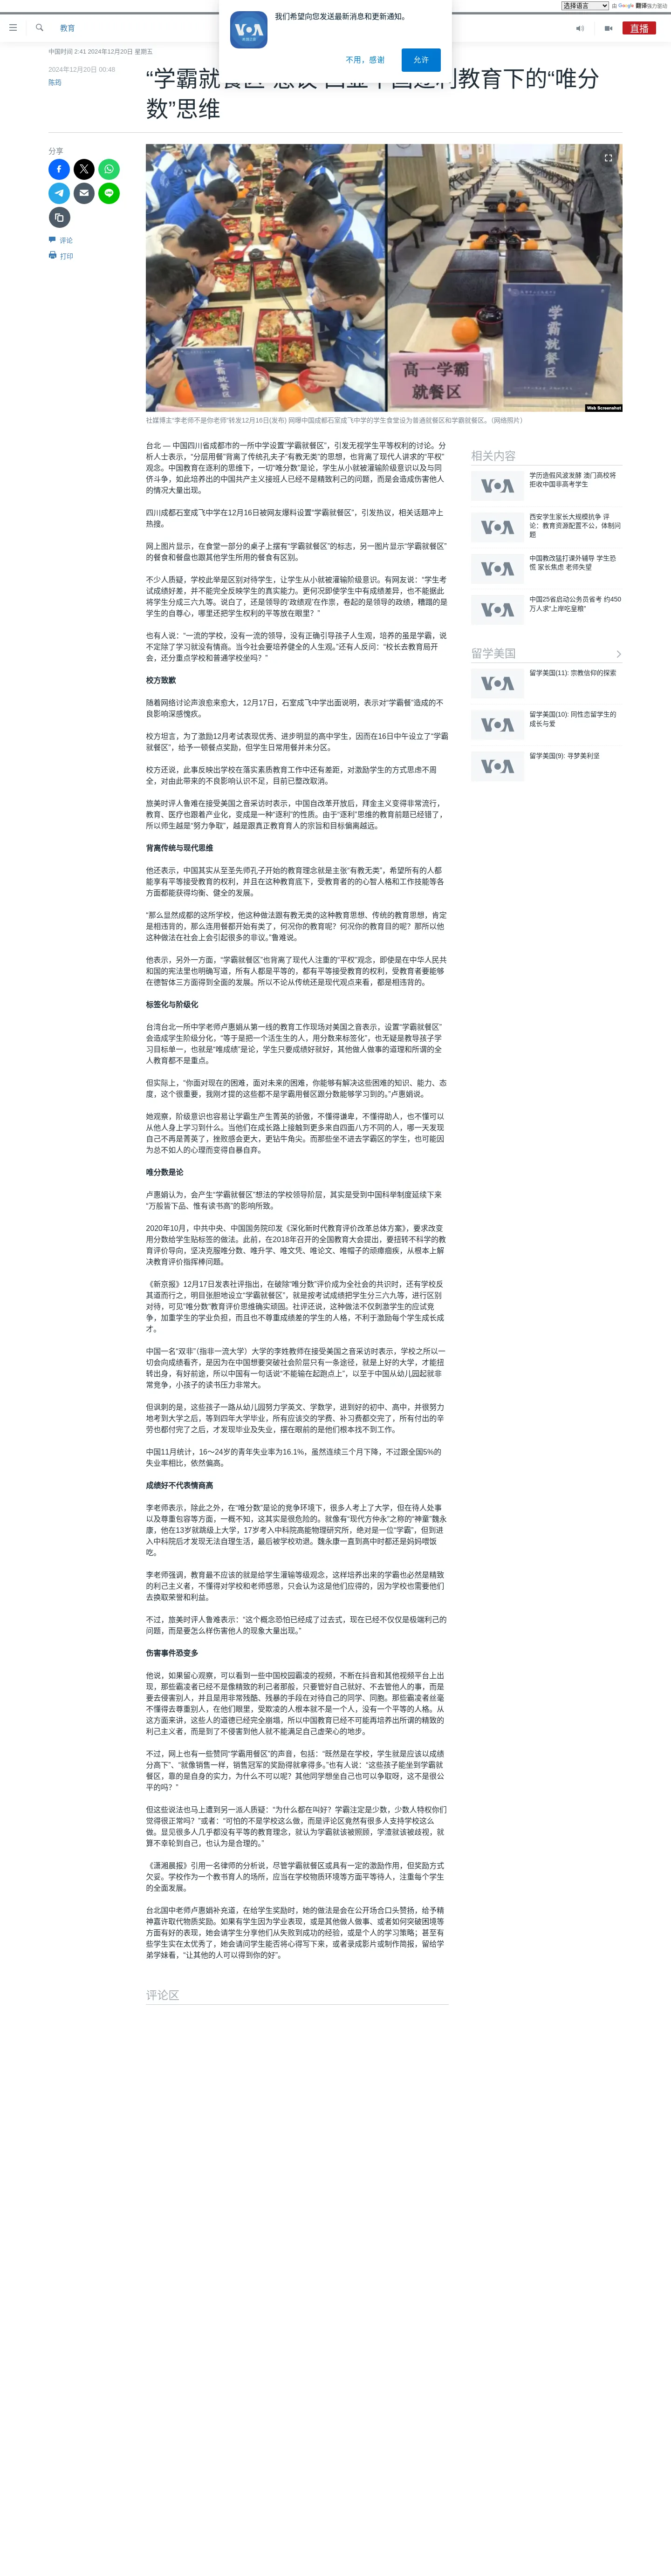 选择语言 由 Google 翻译强力驱动
VOA
我们希望向您发送最新消息和更新通知。
不用，感谢
允许
教育
直播
中国时间 2:41 2024年12月20日 星期五
2024年12月20日 00:48
陈筠
“学霸就餐区”惹议 凸显中国逐利教育下的“唯分
数”思维
分享
评论
打印
学霸就餐区
高一学霸
就餐区
学霸
就餐区
Web Screenshot
社媒博主“李老师不是你老师”转发12月16日(发布) 网曝中国成都石室成飞中学的学生食堂设为普通就餐区和学霸就餐区。（网络照片）
台北 — 中国四川省成都市的一所中学设置“学霸就餐区”，引发无视学生平等权利的讨论。分
析人士表示，“分层用餐”背离了传统孔夫子“有教无类”的思想，也背离了现代人讲求的“平权”
观念。中国教育在逐利的思维下，一切“唯分数”是论，学生从小就被灌输阶级意识以及与同
侪斗争，如此培养出的中国共产主义接班人已经不是精致利己的问题，而是会造成伤害他人
的情况大量出现。
四川成都石室成飞中学在12月16日被网友爆料设置“学霸就餐区”，引发热议，相关话题冲上
热搜。
网上图片显示，在食堂一部分的桌子上摆有“学霸就餐区”的标志，另一图片显示“学霸就餐区”
的餐食和餐盘也跟其他学生所用的餐食有区别。
不少人质疑，学校此举是区别对待学生，让学生从小就被灌输阶级意识。有网友说：“学生考
试成绩好差，并不能完全反映学生的真实能力。更何况即使学生中有成绩差异，也不能据此
将学生分成三六九等。说白了，还是领导的‘政绩观’在作祟，卷起的是领导的政绩，糟蹋的是
学生的自尊心，哪里还把学生权利的平等放在眼里？”
也有人说：“一流的学校，没有一流的领导，没有正确引导孩子人生观，培养的虽是学霸，说
不定除了学习就没有情商。当今社会要培养健全的人生观。”还有人反问：“校长去教育局开
会，还分重点学校和普通学校坐吗？”
校方致歉
随着网络讨论声浪愈来愈大，12月17日，石室成飞中学出面说明，表示对“学霸餐”造成的不
良影响深感愧疚。
校方坦言，为了激励12月考试表现优秀、进步明显的高中学生，因而在16日中午设立了“学霸
就餐区”，给予一顿餐点奖励，但学生日常用餐并未分区。
校方还说，此事反映出学校在落实素质教育工作中还有差距，对激励学生的方式思虑不周
全，对由此带来的不良影响认识不足，目前已整改取消。
旅美时评人鲁难在接受美国之音采访时表示，中国自改革开放后，拜金主义变得非常流行，
教育、医疗也跟着产业化，变成是一种“逐利”的性质。由于“逐利”思维的教育前题已经错了，
所以师生越是“努力争取”，越是跟真正教育育人的宗旨和目标偏离越远。
背离传统与现代思维
他还表示，中国其实从至圣先师孔子开始的教育理念就是主张“有教无类”，希望所有的人都
能享有平等接受教育的权利，并且在这种教育底下，受教育者的的心智人格和工作技能等各
方面都能获得均衡、健全的发展。
“那么显然成都的这所学校，他这种做法跟有教无类的这种教育思想、传统的教育思想，肯定
是相违背的，那么连用餐都开始有类了，何况你的教育呢？何况你的教育目的呢？那所以他
这种做法在社会上会引起很多的非议。”鲁难说。
他表示，另外一方面，“学霸就餐区”也背离了现代人注重的“平权”观念，即使是在中华人民共
和国的宪法里也明确写道，所有人都是平等的，都有平等接受教育的权利，受教育者要能够
在德智体三方面得到全面的发展。所以不论从传统还是现代观点来看，都是相违背的。
标签化与阶级化
台湾台北一所中学老师卢惠娟从第一线的教育工作现场对美国之音表示，设置“学霸就餐区”
会造成学生阶级分化，“等于是把一个活生生的人，用分数来标签化”，也无疑是教导孩子学
习目标单一，也就是“唯成绩”是论，学生只要成绩好就好，其他做人做事的道理和所谓的全
人教育都不是重点。
但实际上，“你面对现在的困难，面对未来的困难，你能够有解决这些困难的知识、能力、态
度，这个很重要，我刚才提的这些都不是学霸用餐区跟分数能够学习到的。”卢惠娟说。
她观察，阶级意识也容易让学霸生产生菁英的骄傲，不懂得谦卑，不懂得助人，也不懂可以
从他人身上学习到什么。当他们在成长路上接触到更多来自四面八方不同的人，哪一天发现
自己不再是菁英了，挫败感会更大，更钻牛角尖。而那些坐不进去学霸区的学生，也可能因
为总不如人的心理而变得自暴自弃。
唯分数是论
卢惠娟认为，会产生“学霸就餐区”想法的学校领导阶层，其实是受到中国科举制度延续下来
“万般皆下品、惟有读书高”的影响所致。
2020年10月，中共中央、中国国务院印发《深化新时代教育评价改革总体方案》，要求改变
用分数给学生贴标签的做法。此前，在2018年召开的全国教育大会提出，要扭转不科学的教
育评价导向，坚决克服唯分数、唯升学、唯文凭、唯论文、唯帽子的顽瘴痼疾，从根本上解
决教育评价指挥棒问题。
《新京报》12月17日发表社评指出，在破除“唯分数”评价成为全社会的共识时，还有学校反
其道而行之，明目张胆地设立“学霸就餐区”，就是按考试成绩把学生分三六九等，进行区别
对待，可见“唯分数”教育评价思维确实顽固。社评还说，这种做法不仅刺激学生的应试竞
争，加重学生的学业负担，而且也不尊重成绩差的学生的人格，不利于激励每个学生成长成
才。
中国一名“双非”（指非一流大学）大学的李姓教师在接受美国之音采访时表示，学校之所以一
切会向成绩看齐，是因为在中国想要突破社会阶层只有一条途径，就是上好的大学，才能扭
转出身，有好前途，所以中国有一句话说“不能输在起跑点上”，以至于中国从幼儿园起就非
常竞争，小孩子的读书压力非常大。
但讽刺的是，这些孩子一路从幼儿园努力学英文、学数学，进到好的初中、高中，并很努力
地考到大学之后，等到四年大学毕业，所有应该交的学费、补习费都交完了，所有付出的辛
劳也都付完了之后，才发现毕业及失业，摆在眼前的是他们根本找不到工作。
中国11月统计，16～24岁的青年失业率为16.1%，虽然连续三个月下降，不过跟全国5%的
失业率相比，依然偏高。
成绩好不代表情商高
李老师表示，除此之外，在“唯分数”是论的竞争环境下，很多人考上了大学，但在待人处事
以及尊重包容等方面，一概不知，这其实是很危险的。就像有“现代方仲永”之称的“神童”魏永
康，他在13岁就跳级上大学，17岁考入中科院高能物理研究所，绝对是一位“学霸”，但到进
入中科院后才发现无法自理生活，最后被学校劝退。魏永康一直到高中时都还是妈妈喂饭
吃。
李老师强调，教育最不应该的就是给学生灌输等级观念，这样培养出来的学霸也必然是精致
的利己主义者，不懂得对学校和老师感恩，只会认为这是他们应得的，因为学校也需要他们
去换取荣誉和利益。
不过，旅美时评人鲁难表示：“这个概念恐怕已经成了过去式，现在已经不仅仅是极端利己的
问题，而是要怎么样伤害他人的现象大量出现。”
伤害事件恐变多
他说，如果留心观察，可以看到一些中国校园霸凌的视频，不断在抖音和其他视频平台上出
现，那些霸凌者已经不是像精致的利己者那般，只要管好自己就好、不去管他人的事，而是
要去侵害别人，并且是用非常残酷、残暴的手段在对待自己的同学、同胞。那些霸凌者丝毫
不懂得去尊重别人，在他们眼里，受欺凌的人根本就不是一个人，没有一个平等的人格。从
这方面来讲，这些人的道德已经完全崩塌，所以中国教育已经不可能再培养出所谓的精致的
利己主义者，而是到了不侵害到他人就不能满足自己虚荣心的地步。
不过，网上也有一些赞同“学霸用餐区”的声音，包括：“既然是在学校，学生就是应该以成绩
分高下”、“就像销售一样，销售冠军的奖励得就拿得多。”也有人说：“这些孩子能坐到学霸就
餐区，靠的是自身的实力，为什么不可以呢？其他同学想坐自己也可以争取呀，这不是很公
平的吗？”
但这些说法也马上遭到另一派人质疑：“为什么都在叫好？学霸注定是少数，少数人特权你们
觉得很正常吗？”或者：“可怕的不是学校这么做，而是评论区竟然有很多人支持学校这么
做。显见很多人几乎都没有平等的教育理念，就认为学霸就该被照顾，学渣就该被歧视，就
算不幸轮到自己，也认为是合理的。”
《潇湘晨报》引用一名律师的分析说，尽管学霸就餐区或具有一定的激励作用，但奖励方式
欠妥。学校作为一个教书育人的场所，应当在学校物质环境等方面平等待人，注重每个学生
的全面发展。
台北国中老师卢惠娟补充道，在给学生奖励时，她的做法是会在公开场合口头赞扬，给予精
神嘉许取代物质奖励。如果有学生因为学业表现，或是其他做人做事、或者如何突破困境等
方面有好的表现，她会请学生分享他们从失败到成功的经验，或是个人的学习策略；甚至有
些学生实在太优秀了，她会请问学生能否将心得写下来，或者录成影片或制作简报，留给学
弟学妹看，“让其他的人可以得到你的好”。
评论区
相关内容
VOA
学历造假风波发酵 澳门高校将
拒收中国非高考学生
VOA
西安学生家长大规模抗争 评
论：教育资源配置不公，体制问
题
VOA
中国教改猛打课外辅导 学生恐
慌 家长焦虑 老师失望
VOA
中国25省启动公务员省考 约450
万人求“上岸吃皇粮”
留学美国
VOA
留学美国(11): 宗教信仰的探索
VOA
留学美国(10): 同性恋留学生的
成长与爱
VOA
留学美国(9): 寻梦美利坚